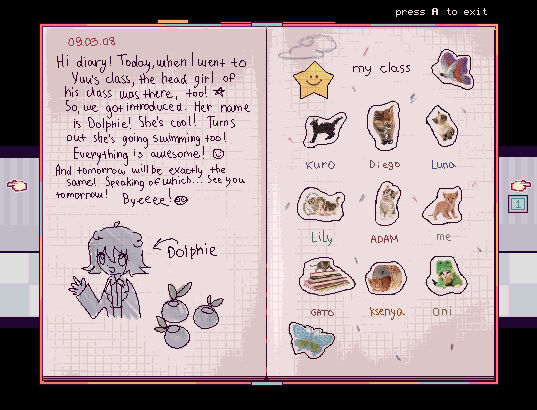 press A to exit
09.03.08
Hi diary! Today, when I went to
Yuu's class, the head girl of
his class was there, too!
So, we got introduced. Her name
is Dolphie! She's cool! Turns
out she's going swimming too!
Everything is awesome!
And tomorrow will be exactly the
same! Speaking of which... See you
tomorrow! Byeeee!
Dolphie
my class
Kuro Diego Luna
Lily ADAM me
GATO Ksenya Oni
1